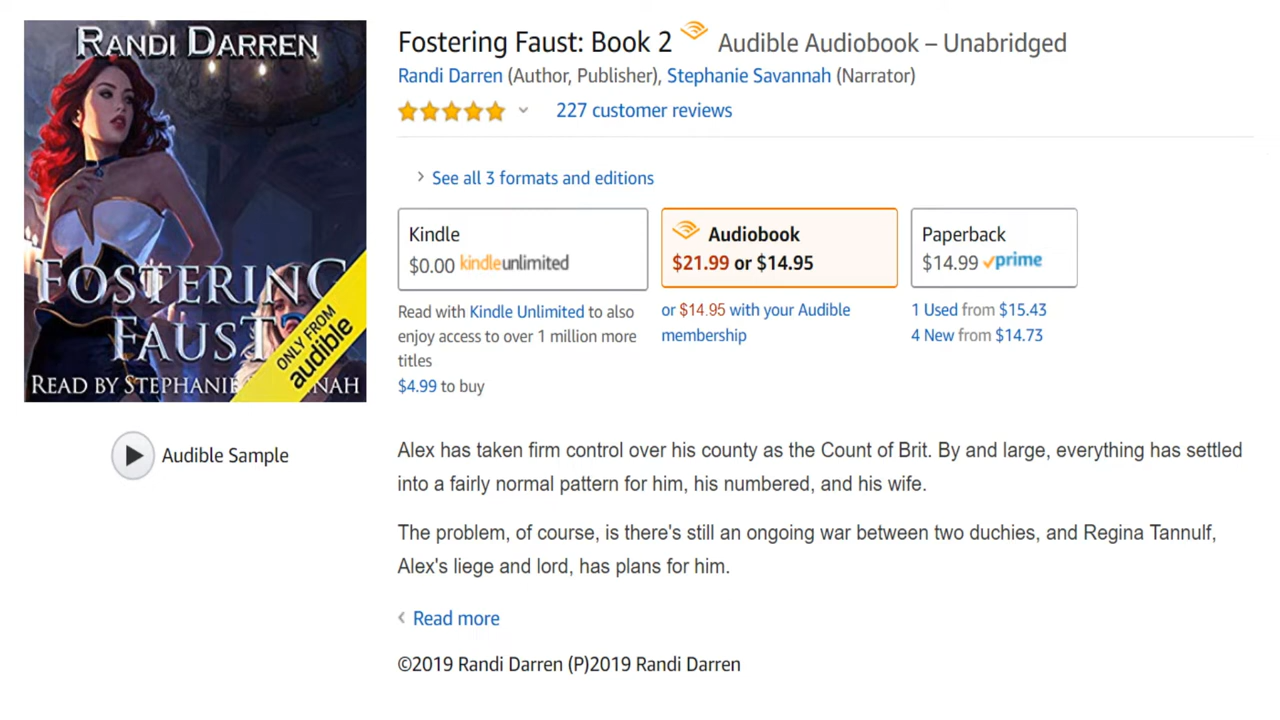 RANDI DARREN
FOSTERING
FAUST
ONLY FROM
audible
READ BY STEPHANIE
Fostering Faust: Book 2 Audible Audiobook – Unabridged
Randi Darren (Author, Publisher), Stephanie Savannah (Narrator)
227 customer reviews
See all 3 formats and editions
Kindle
$0.00 kindleunlimited
Read with Kindle Unlimited to also
enjoy access to over 1 million more
titles
$4.99 to buy
Audiobook
$21.99 or $14.95
or $14.95 with your Audible
membership
Paperback
$14.99 prime
1 Used from $15.43
4 New from $14.73
Audible Sample
Alex has taken firm control over his county as the Count of Brit. By and large, everything has settled
into a fairly normal pattern for him, his numbered, and his wife.
The problem, of course, is there's still an ongoing war between two duchies, and Regina Tannulf,
Alex's liege and lord, has plans for him.
Read more
©2019 Randi Darren (P)2019 Randi Darren